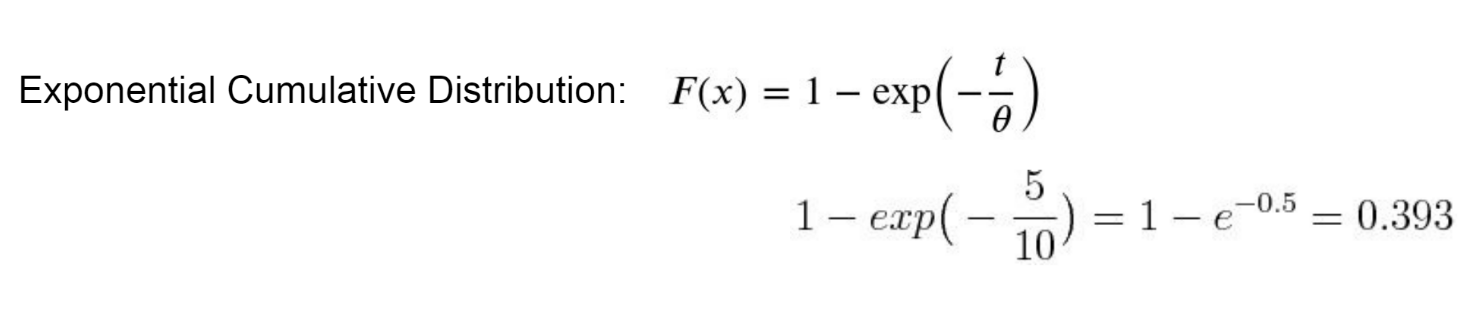 Exponential Cumulative Distribution: F(x) = 1 − exp(−t/θ)
1 − exp(− 5/10) = 1 − e^−0.5 = 0.393